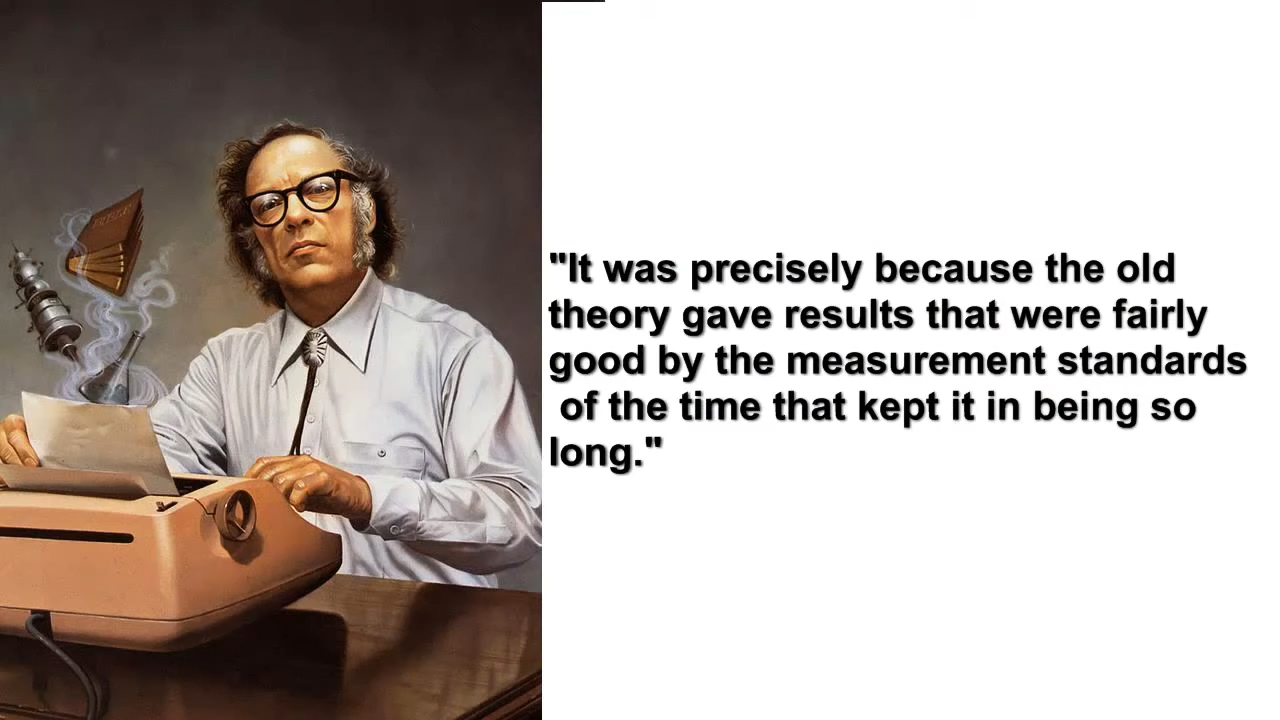 "It was precisely because the old
theory gave results that were fairly
good by the measurement standards
of the time that kept it in being so
long."